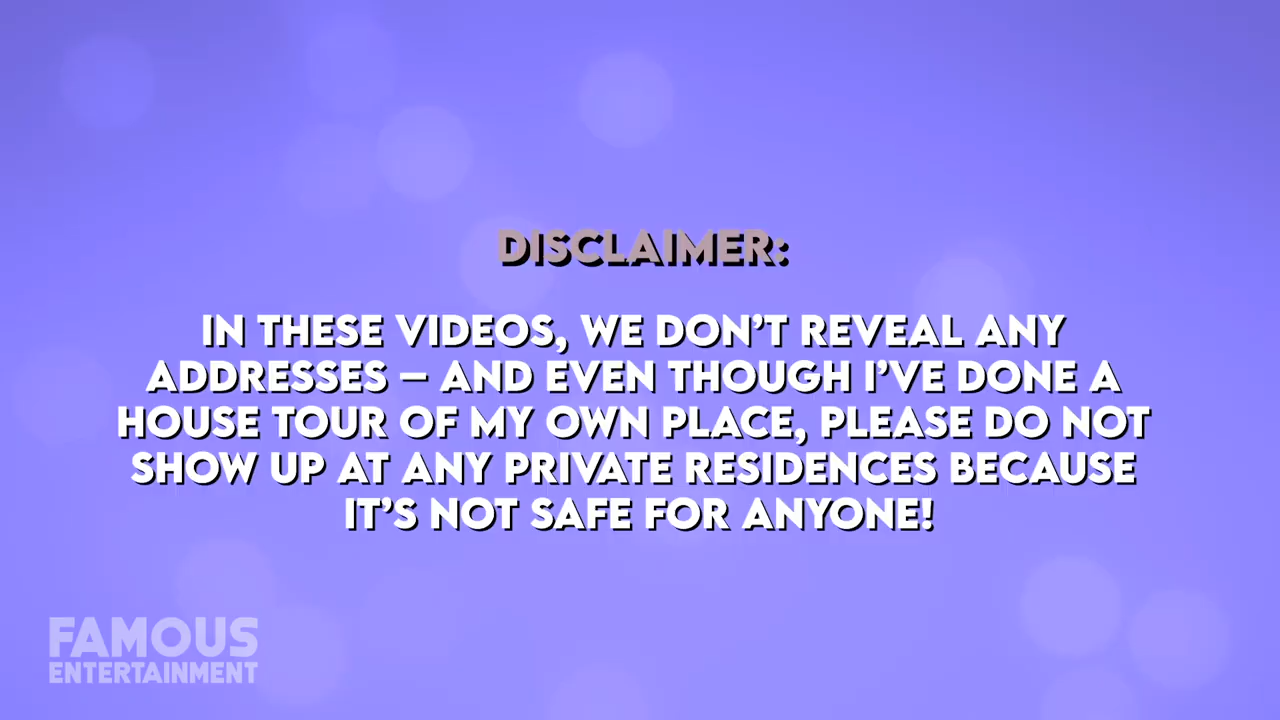 DISCLAIMER:
IN THESE VIDEOS, WE DON'T REVEAL ANY
ADDRESSES – AND EVEN THOUGH I'VE DONE A
HOUSE TOUR OF MY OWN PLACE, PLEASE DO NOT
SHOW UP AT ANY PRIVATE RESIDENCES BECAUSE
IT'S NOT SAFE FOR ANYONE!
FAMOUS
ENTERTAINMENT